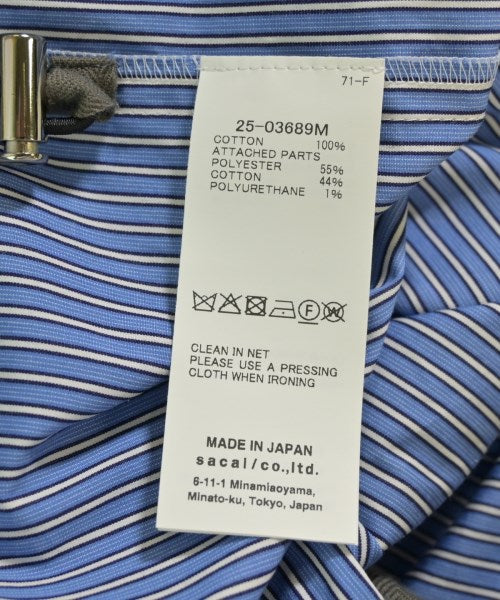 71-F
25-03689M
COTTON 100%
ATTACHED PARTS
POLYESTER 55%
COTTON 44%
POLYURETHANE 1%
F W
CLEAN IN NET
PLEASE USE A PRESSING
CLOTH WHEN IRONING
MADE IN JAPAN
sacai/co.,ltd.
6-11-1 Minamiaoyama,
Minato-ku, Tokyo, Japan